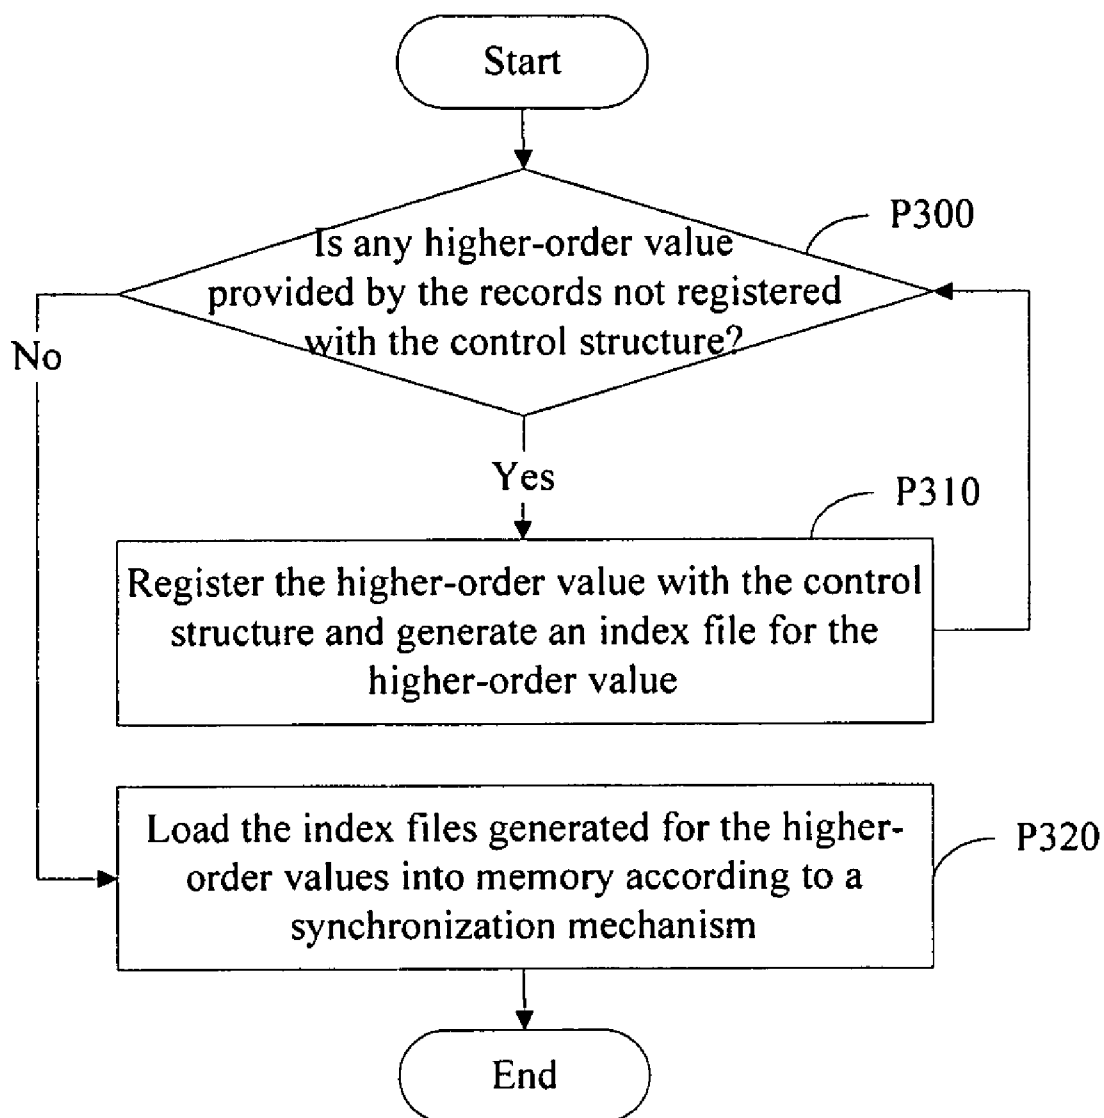 Start
P300
Is any higher-order value
provided by the records not registered
with the control structure?
No
Yes
P310
Register the higher-order value with the control
structure and generate an index file for the
higher-order value
Load the index files generated for the higher-
order values into memory according to a
synchronization mechanism
P320
End